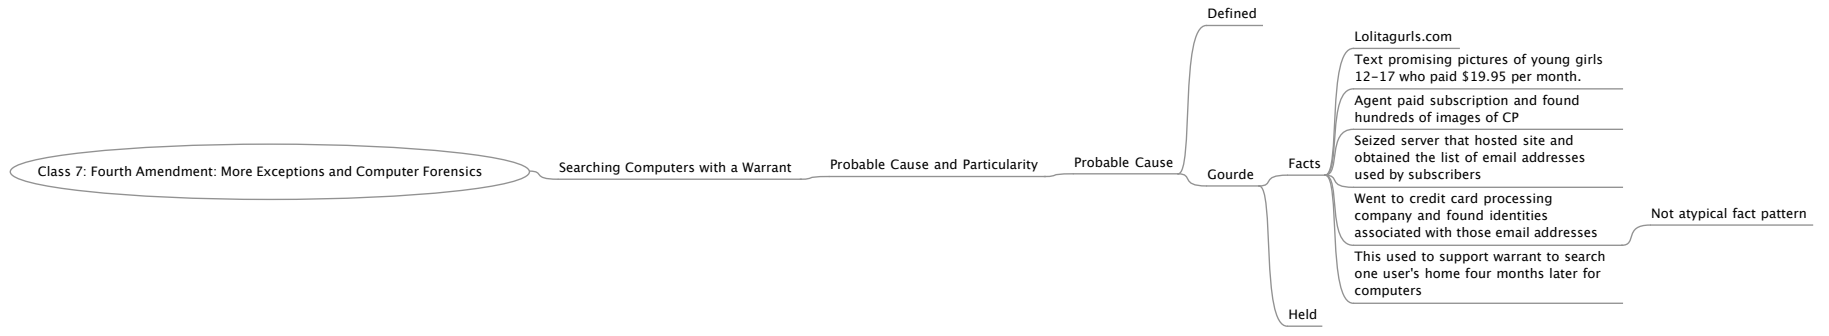 Class 7: Fourth Amendment: More Exceptions and Computer Forensics
Searching Computers with a Warrant
Probable Cause and Particularity
Probable Cause
Defined
Gourde
Facts
Lolitagurls.com
Text promising pictures of young girls
12-17 who paid $19.95 per month.
Agent paid subscription and found
hundreds of images of CP
Seized server that hosted site and
obtained the list of email addresses
used by subscribers
Went to credit card processing
company and found identities
associated with those email addresses
Not atypical fact pattern
This used to support warrant to search
one user's home four months later for
computers
Held